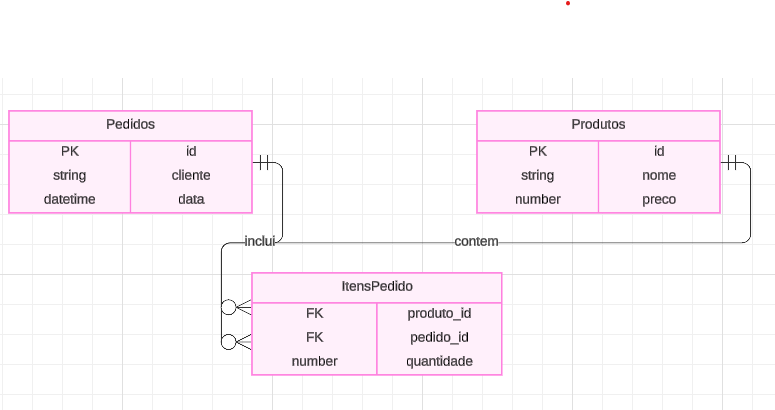 Pedidos
PK id
string cliente
datetime data
Produtos
PK id
string nome
number preco
inclui
contem
ItensPedido
FK produto_id
FK pedido_id
number quantidade